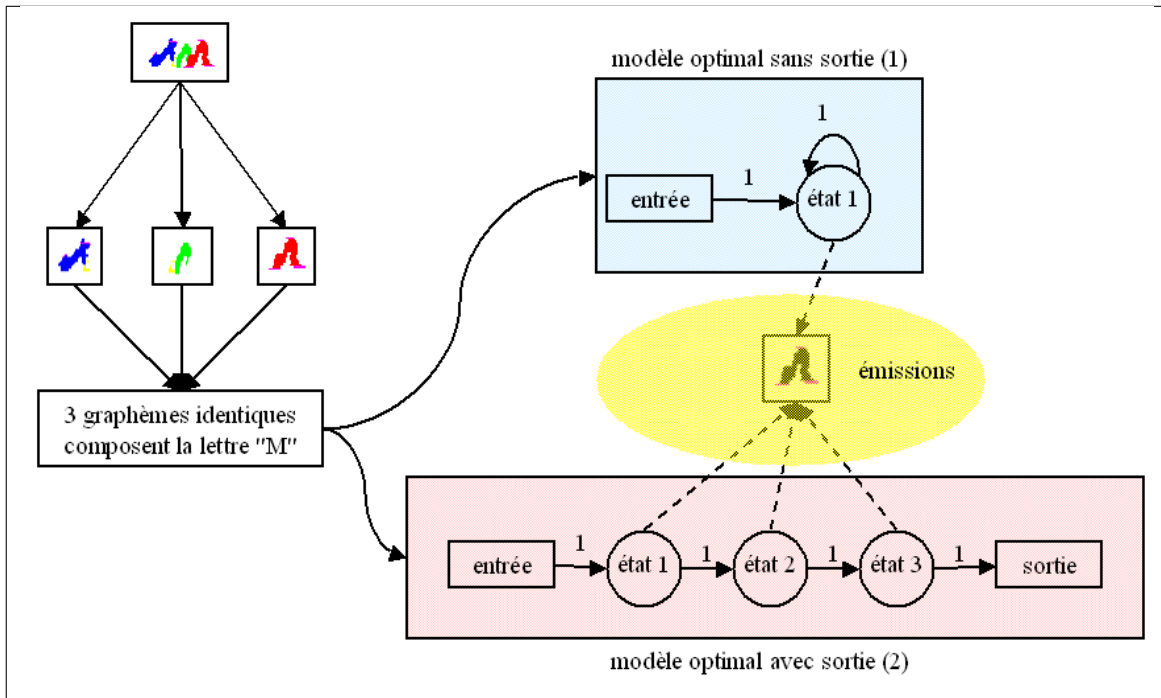 modèle optimal sans sortie (1)
1
1
entrée
état 1
émissions
3 graphèmes identiques
composent la lettre "M"
1
1
1
1
entrée
état 1
état 2
état 3
sortie
modèle optimal avec sortie (2)